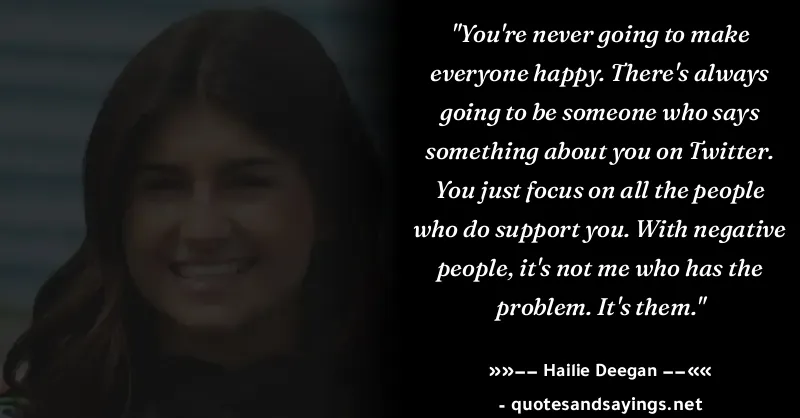 "You're never going to make
everyone happy. There's always
going to be someone who says
something about you on Twitter.
You just focus on all the people
who do support you. With negative
people, it's not me who has the
problem. It's them."
»»−− Hailie Deegan −−««
- quotesandsayings.net